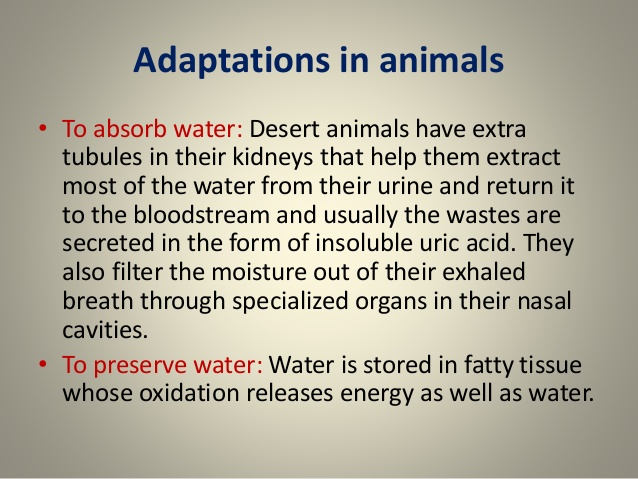 Adaptations in animals
• To absorb water: Desert animals have extra
tubules in their kidneys that help them extract
most of the water from their urine and return it
to the bloodstream and usually the wastes are
secreted in the form of insoluble uric acid. They
also filter the moisture out of their exhaled
breath through specialized organs in their nasal
cavities.
• To preserve water: Water is stored in fatty tissue
whose oxidation releases energy as well as water.